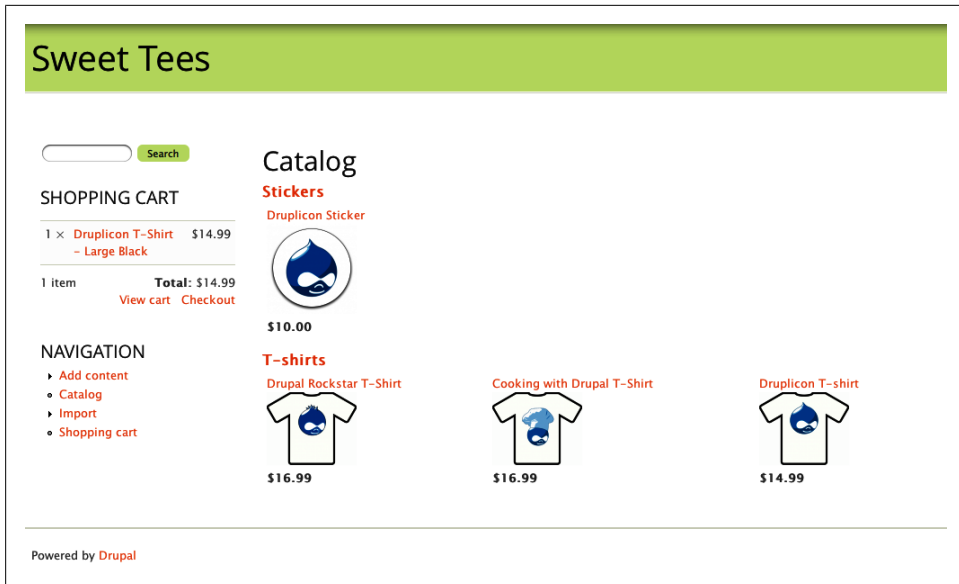 Sweet Tees
Search
SHOPPING CART
1 × Druplicon T-Shirt $14.99
- Large Black
1 item Total: $14.99
View cart Checkout
NAVIGATION
Add content
Catalog
Import
Shopping cart
Catalog
Stickers
Druplicon Sticker
$10.00
T-shirts
Drupal Rockstar T-Shirt Cooking with Drupal T-Shirt Druplicon T-shirt
$16.99 $16.99 $14.99
Powered by Drupal